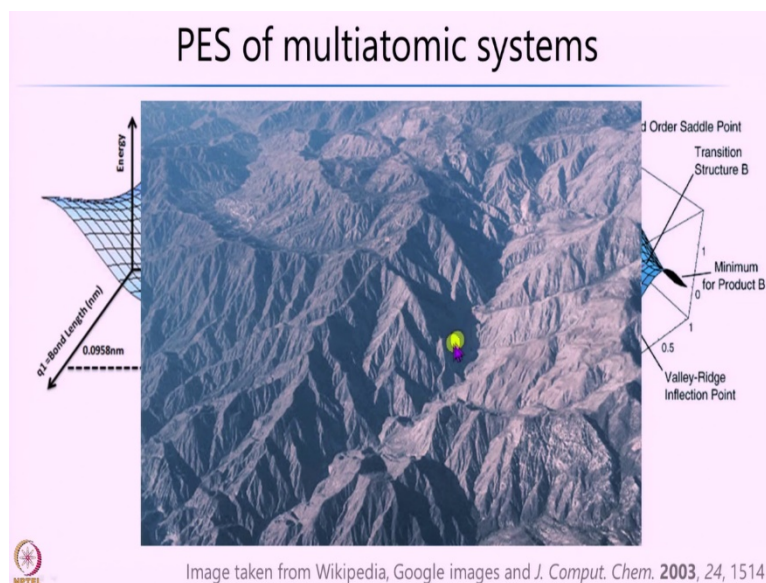 PES of multiatomic systems
Energy
q1=Bond Length (nm)
0.0958nm
d Order Saddle Point
Transition
Structure B
1
Minimum
for Product B
0
1
0.5
Valley-Ridge
Inflection Point
NPTEL
Image taken from Wikipedia, Google images and J. Comput. Chem. 2003, 24, 1514